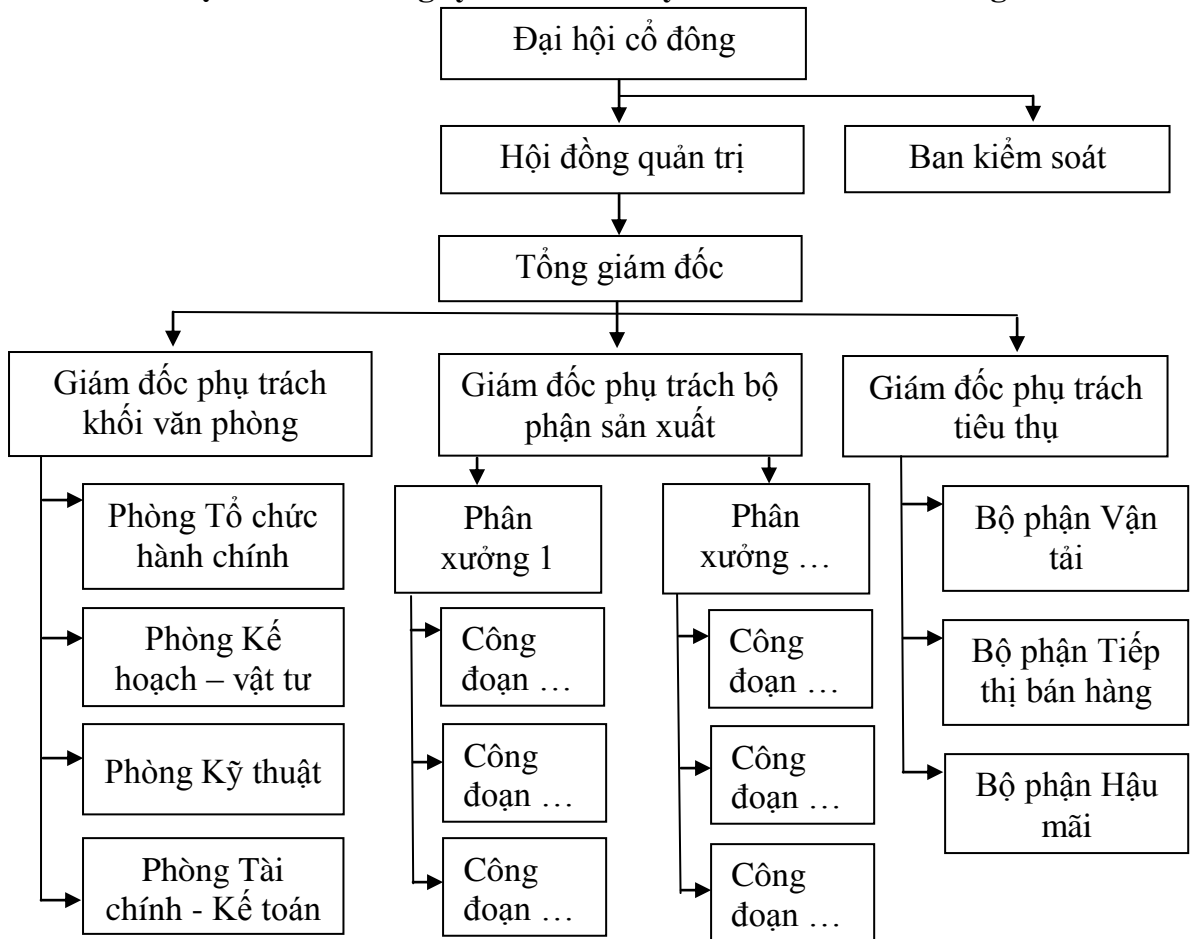 Đại hội cổ đông
Hội đồng quản trị
Ban kiểm soát
Tổng giám đốc
Giám đốc phụ trách
khối văn phòng
Giám đốc phụ trách bộ
phận sản xuất
Giám đốc phụ trách
tiêu thụ
Phòng Tổ chức
hành chính
Phòng Kế
hoạch – vật tư
Phòng Kỹ thuật
Phòng Tài
chính - Kế toán
Phân
xưởng 1
Công
đoạn …
Công
đoạn …
Công
đoạn …
Phân
xưởng …
Công
đoạn …
Công
đoạn …
Công
đoạn …
Bộ phận Vận
tải
Bộ phận Tiếp
thị bán hàng
Bộ phận Hậu
mãi